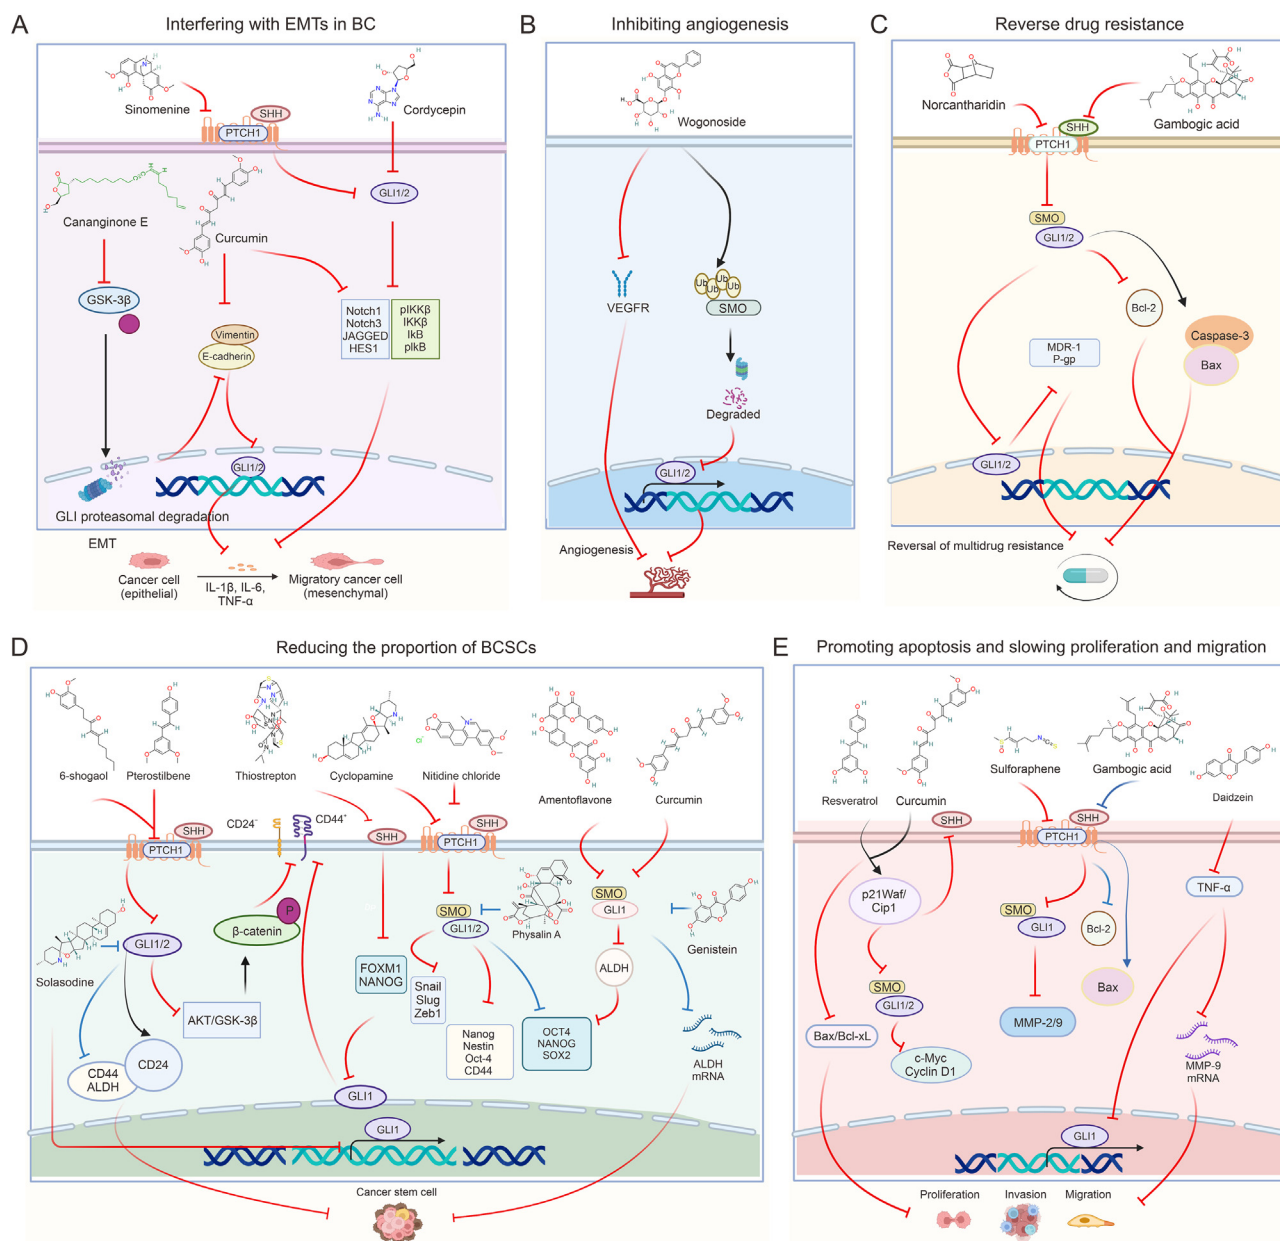 A
Interfering with EMTs in BC
Sinomenine
SHH
PTCH1
Cordycepin
GLI1/2
Cananginone E
Curcumin
GSK-3β
Vimentin
E-cadherin
Notch1
Notch3
JAGGED
HES1
pIKKβ
IKKβ
IkB
pIkB
GLI1/2
GLI proteasomal degradation
EMT
Cancer cell
(epithelial)
IL-1β, IL-6,
TNF-α
Migratory cancer cell
(mesenchymal)
B
Inhibiting angiogenesis
Wogonoside
VEGFR
Ub
Ub
Ub
Ub
SMO
Degraded
GLI1/2
Angiogenesis
C
Reverse drug resistance
Norcantharidin
Gambogic acid
SHH
PTCH1
SMO
GLI1/2
Bcl-2
Caspase-3
Bax
MDR-1
P-gp
GLI1/2
Reversal of multidrug resistance
D
Reducing the proportion of BCSCs
6-shogaol
Pterostilbene
Thiostrepton
Cyclopamine
Nitidine chloride
Amentoflavone
Curcumin
SHH
PTCH1
CD24⁻
CD44⁺
SHH
SHH
PTCH1
Solasodine
GLI1/2
P
β-catenin
AKT/GSK-3β
CD44
ALDH
CD24
FOXM1
NANOG
SMO
GLI1/2
Physalin A
Snail
Slug
Zeb1
Nanog
Nestin
Oct-4
CD44
OCT4
NANOG
SOX2
SMO
GLI1
ALDH
Genistein
ALDH
mRNA
GLI1
GLI1
Cancer stem cell
E
Promoting apoptosis and slowing proliferation and migration
Resveratrol
Curcumin
Sulforaphene
Gambogic acid
Daidzein
SHH
SHH
PTCH1
p21Waf/
Cip1
TNF-α
SMO
GLI1
Bcl-2
Bax
SMO
GLI1/2
MMP-2/9
Bax/Bcl-xL
c-Myc
Cyclin D1
MMP-9
mRNA
GLI1
Proliferation
Invasion
Migration